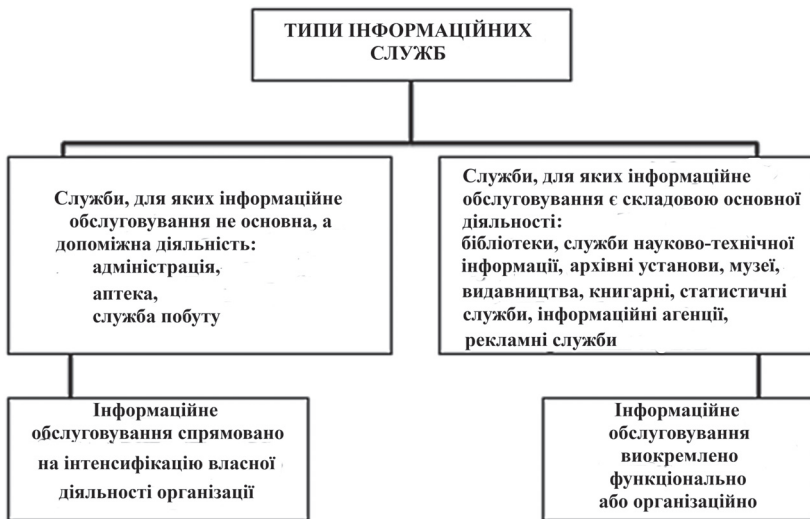 ТИПИ ІНФОРМАЦІЙНИХ
СЛУЖБ
Служби, для яких інформаційне
обслуговування не основна, а
допоміжна діяльність:
адміністрація,
аптека,
служба побуту
Служби, для яких інформаційне
обслуговування є складовою основної
діяльності:
бібліотеки, служби науково-технічної
інформації, архівні установи, музеї,
видавництва, книгарні, статистичні
служби, інформаційні агенції,
рекламні служби
Інформаційне
обслуговування спрямовано
на інтенсифікацію власної
діяльності організації
Інформаційне
обслуговування
виокремлено
функціонально
або організаційно